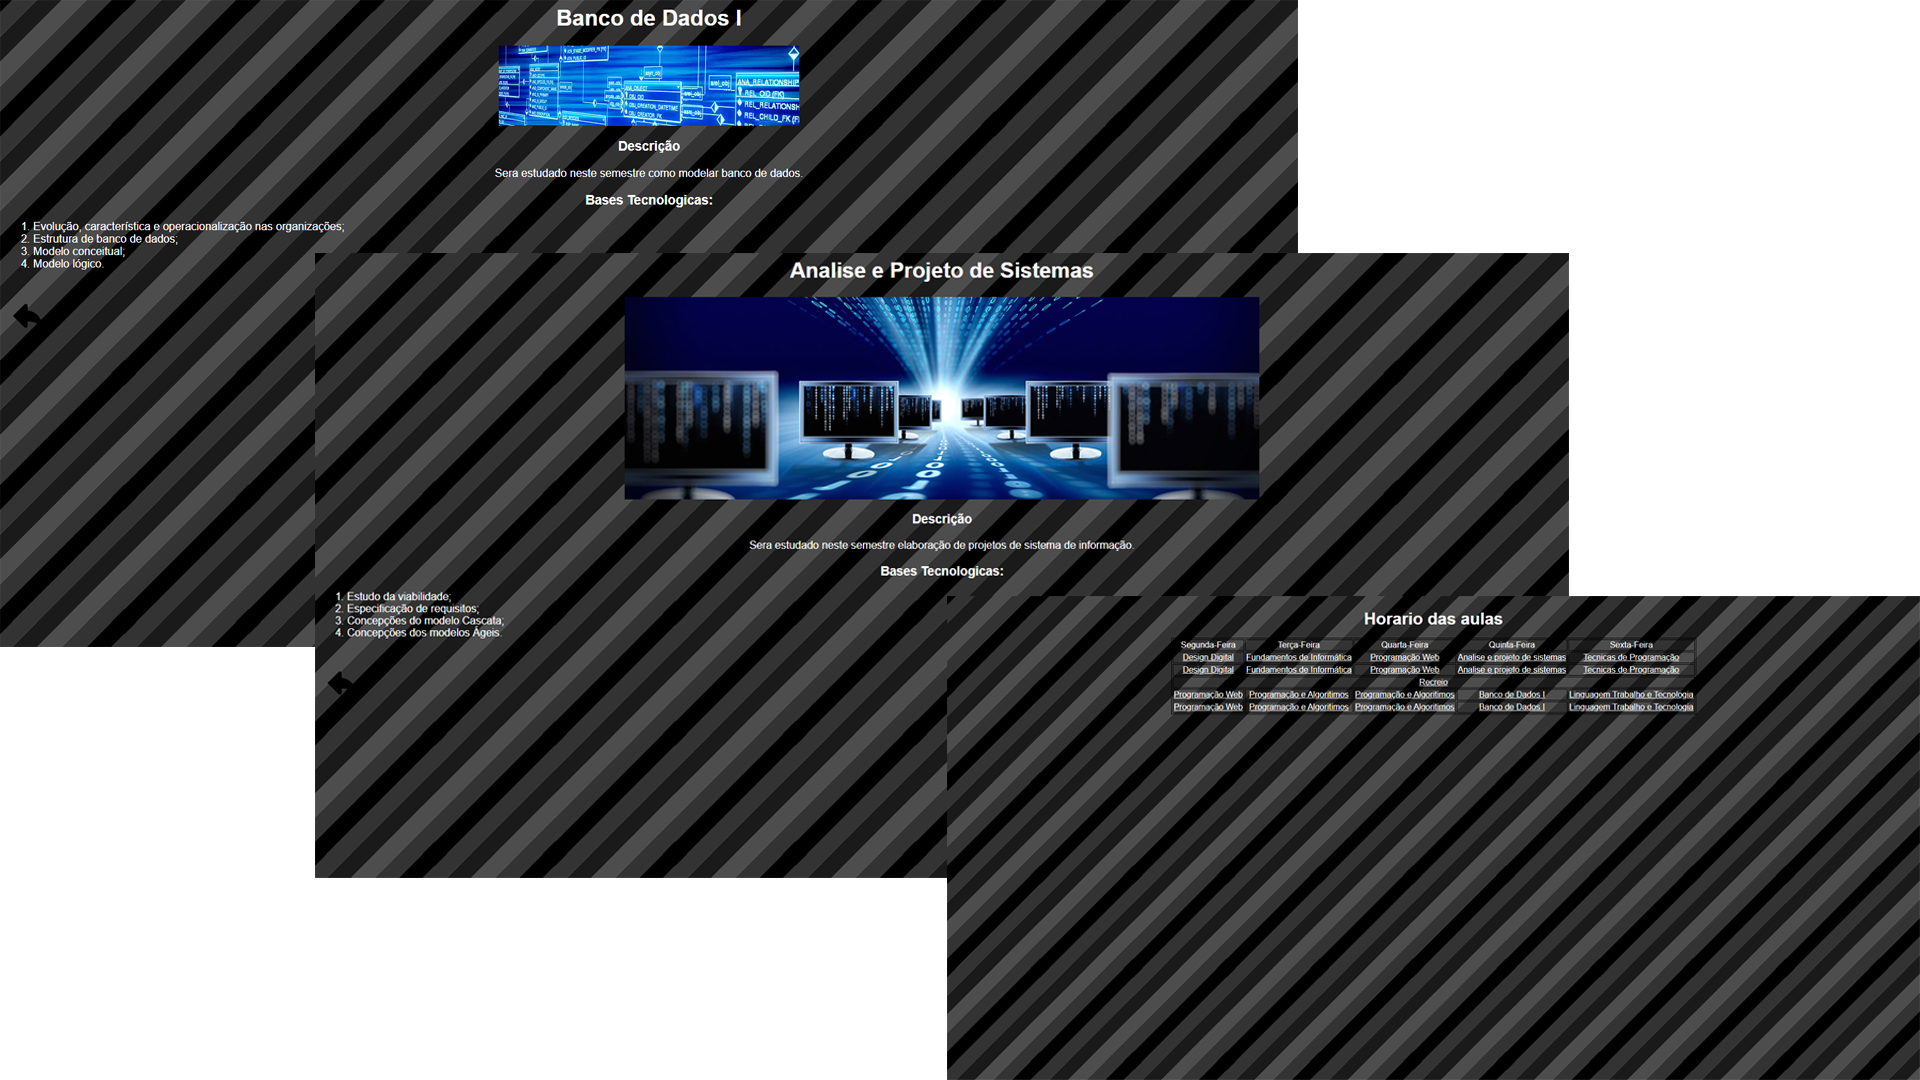 Banco de Dados I
ANA_RELATIONSHIP
REL_OID (FK)
REL_RELATIONSH
REL_CHILD_FK (F
Descrição
Sera estudado neste semestre como modelar banco de dados.
Bases Tecnologicas:
1. Evolução, característica e operacionalização nas organizações;
2. Estrutura de banco de dados;
3. Modelo conceitual;
4. Modelo lógico.
Analise e Projeto de Sistemas
Descrição
Sera estudado neste semestre elaboração de projetos de sistema de informação.
Bases Tecnologicas:
1. Estudo da viabilidade;
2. Especificação de requisitos;
3. Concepções do modelo Cascata;
4. Concepções dos modelos Ágeis.
Horario das aulas
Segunda-Feira Terça-Feira Quarta-Feira Quinta-Feira Sexta-Feira
Design Digital Fundamentos de Informática Programação Web Analise e projeto de sistemas Tecnicas de Programação
Design Digital Fundamentos de Informática Programação Web Analise e projeto de sistemas Tecnicas de Programação
Recreio
Programação Web Programação e Algoritimos Programação e Algoritimos Banco de Dados I Linguagem Trabalho e Tecnologia
Programação Web Programação e Algoritimos Programação e Algoritimos Banco de Dados I Linguagem Trabalho e Tecnologia